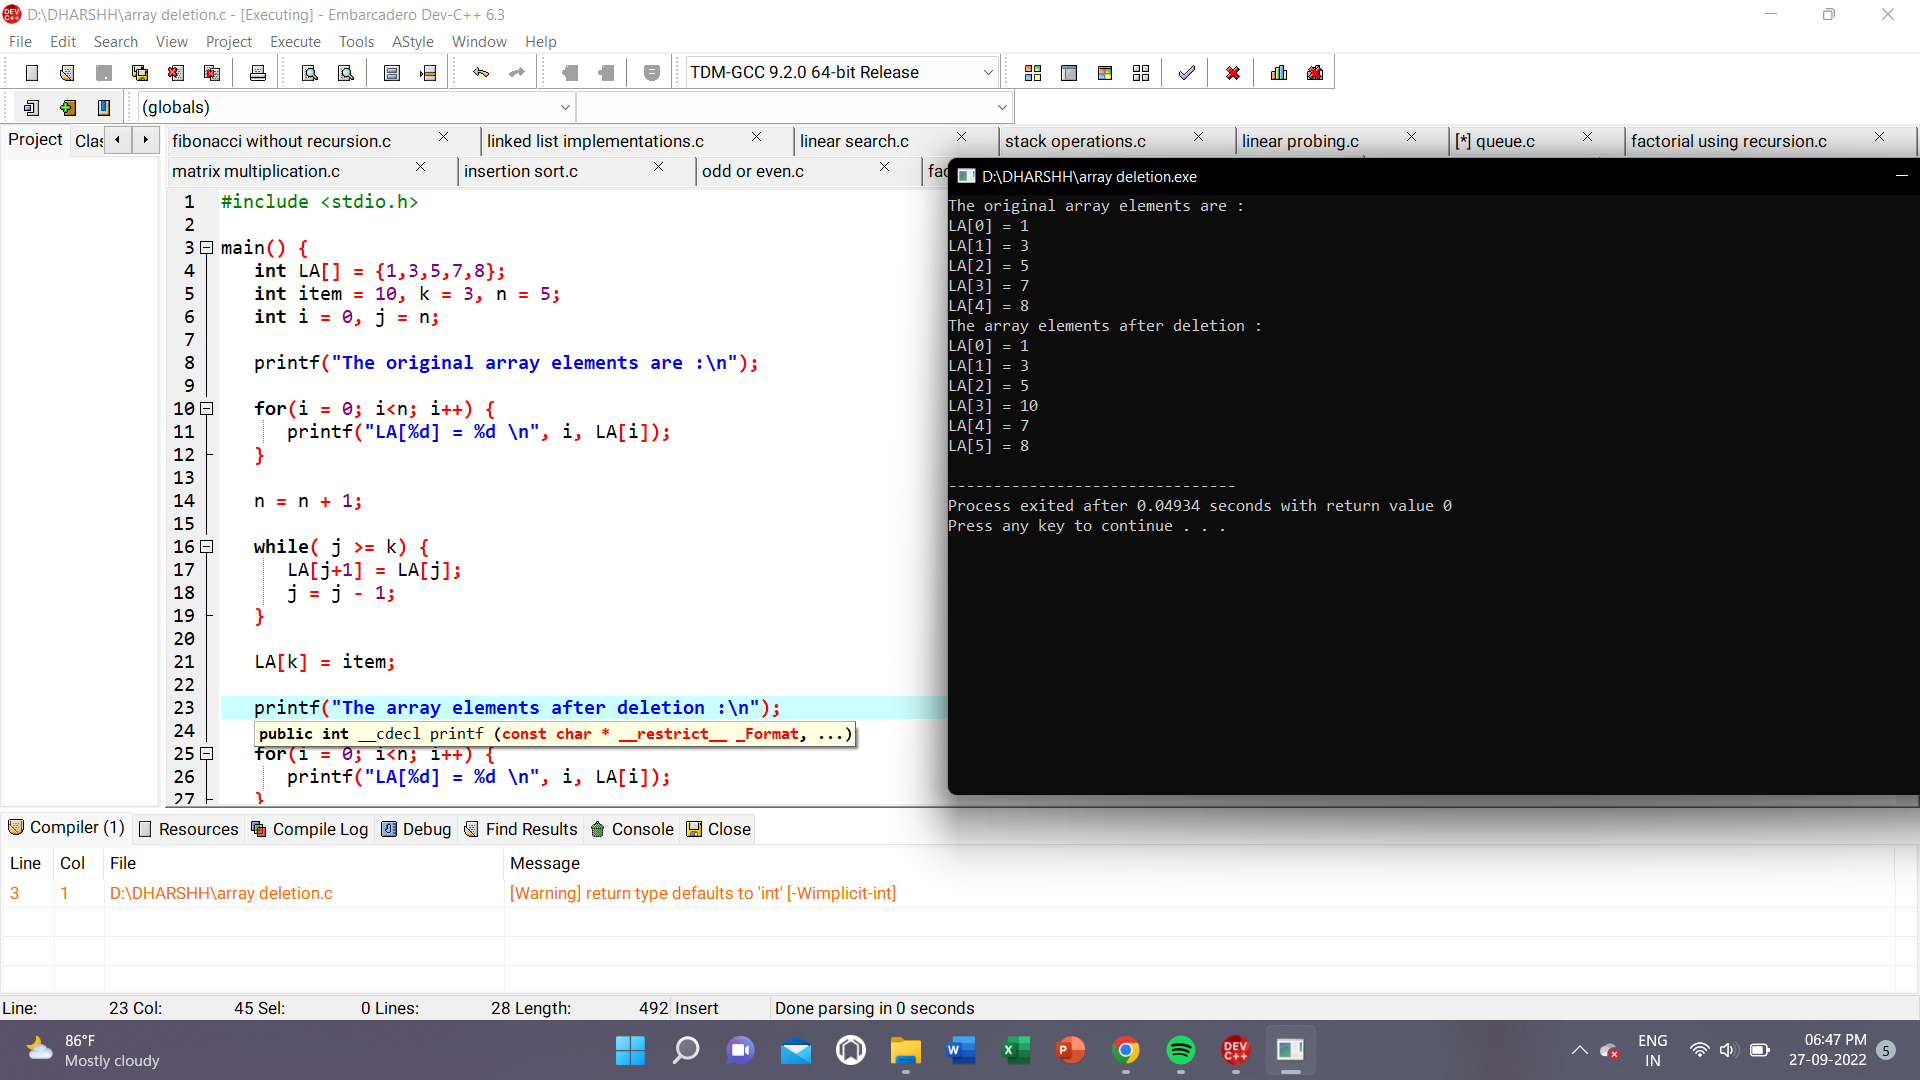 D:\DHARSHH\array deletion.c - [Executing] - Embarcadero Dev-C++ 6.3
File Edit Search View Project Execute Tools AStyle Window Help
TDM-GCC 9.2.0 64-bit Release
(globals)
Project Clas
fibonacci without recursion.c linked list implementations.c linear search.c stack operations.c linear probing.c [*] queue.c factorial using recursion.c
matrix multiplication.c insertion sort.c odd or even.c fac
1 #include <stdio.h>
2
3 main() {
4 int LA[] = {1,3,5,7,8};
5 int item = 10, k = 3, n = 5;
6 int i = 0, j = n;
7
8 printf("The original array elements are :\n");
9
10 for(i = 0; i<n; i++) {
11 printf("LA[%d] = %d \n", i, LA[i]);
12 }
13
14 n = n + 1;
15
16 while( j >= k) {
17 LA[j+1] = LA[j];
18 j = j - 1;
19 }
20
21 LA[k] = item;
22
23 printf("The array elements after deletion :\n");
24
public int __cdecl printf (const char * __restrict__ _Format, ...)
25 for(i = 0; i<n; i++) {
26 printf("LA[%d] = %d \n", i, LA[i]);
27 }
D:\DHARSHH\array deletion.exe
The original array elements are :
LA[0] = 1
LA[1] = 3
LA[2] = 5
LA[3] = 7
LA[4] = 8
The array elements after deletion :
LA[0] = 1
LA[1] = 3
LA[2] = 5
LA[3] = 10
LA[4] = 7
LA[5] = 8
--------------------------------
Process exited after 0.04934 seconds with return value 0
Press any key to continue . . .
Compiler (1) Resources Compile Log Debug Find Results Console Close
Line Col File Message
3 1 D:\DHARSHH\array deletion.c [Warning] return type defaults to 'int' [-Wimplicit-int]
Line: 23 Col: 45 Sel: 0 Lines: 28 Length: 492 Insert Done parsing in 0 seconds
86°F
Mostly cloudy
W X P DEV C++
ENG
IN
06:47 PM
27-09-2022
5